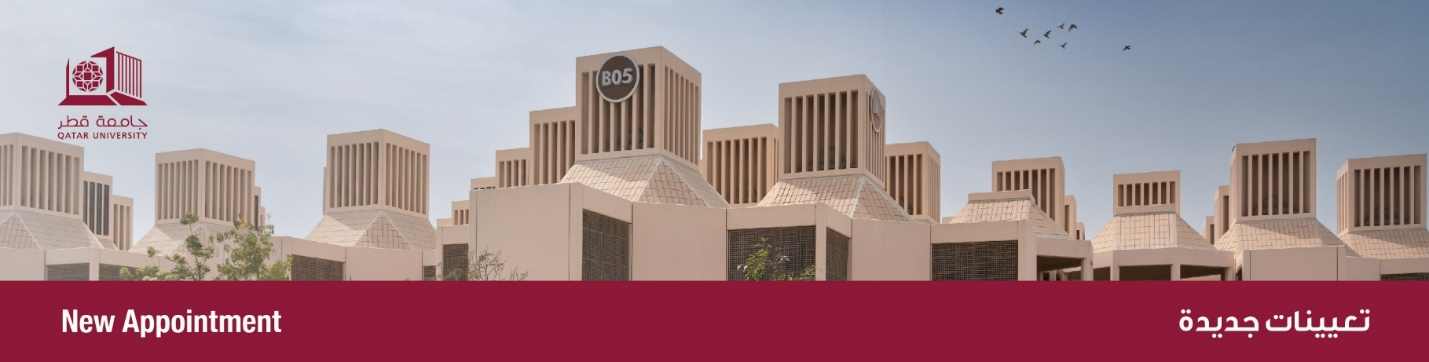 B05
جامعة قطر
QATAR UNIVERSITY
New Appointment
تعيينات جديدة